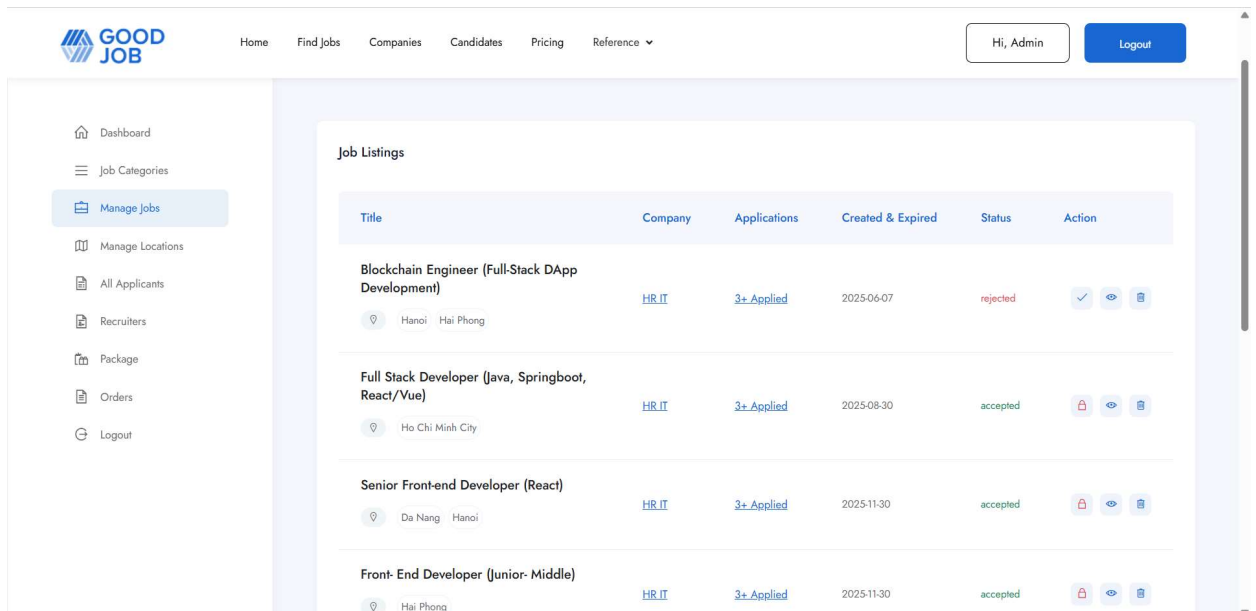 GOOD
JOB
Home Find Jobs Companies Candidates Pricing Reference
Hi, Admin
Logout
Dashboard
Job Categories
Manage Jobs
Manage Locations
All Applicants
Recruiters
Package
Orders
Logout
Job Listings
Title Company Applications Created & Expired Status Action
Blockchain Engineer (Full-Stack DApp
Development)
Hanoi Hai Phong
HR IT 3+ Applied 2025-06-07 rejected
Full Stack Developer (Java, Springboot,
React/Vue)
Ho Chi Minh City
HR IT 3+ Applied 2025-08-30 accepted
Senior Front-end Developer (React)
Da Nang Hanoi
HR IT 3+ Applied 2025-11-30 accepted
Front- End Developer (Junior- Middle)
Hai Phong
HR IT 3+ Applied 2025-11-30 accepted